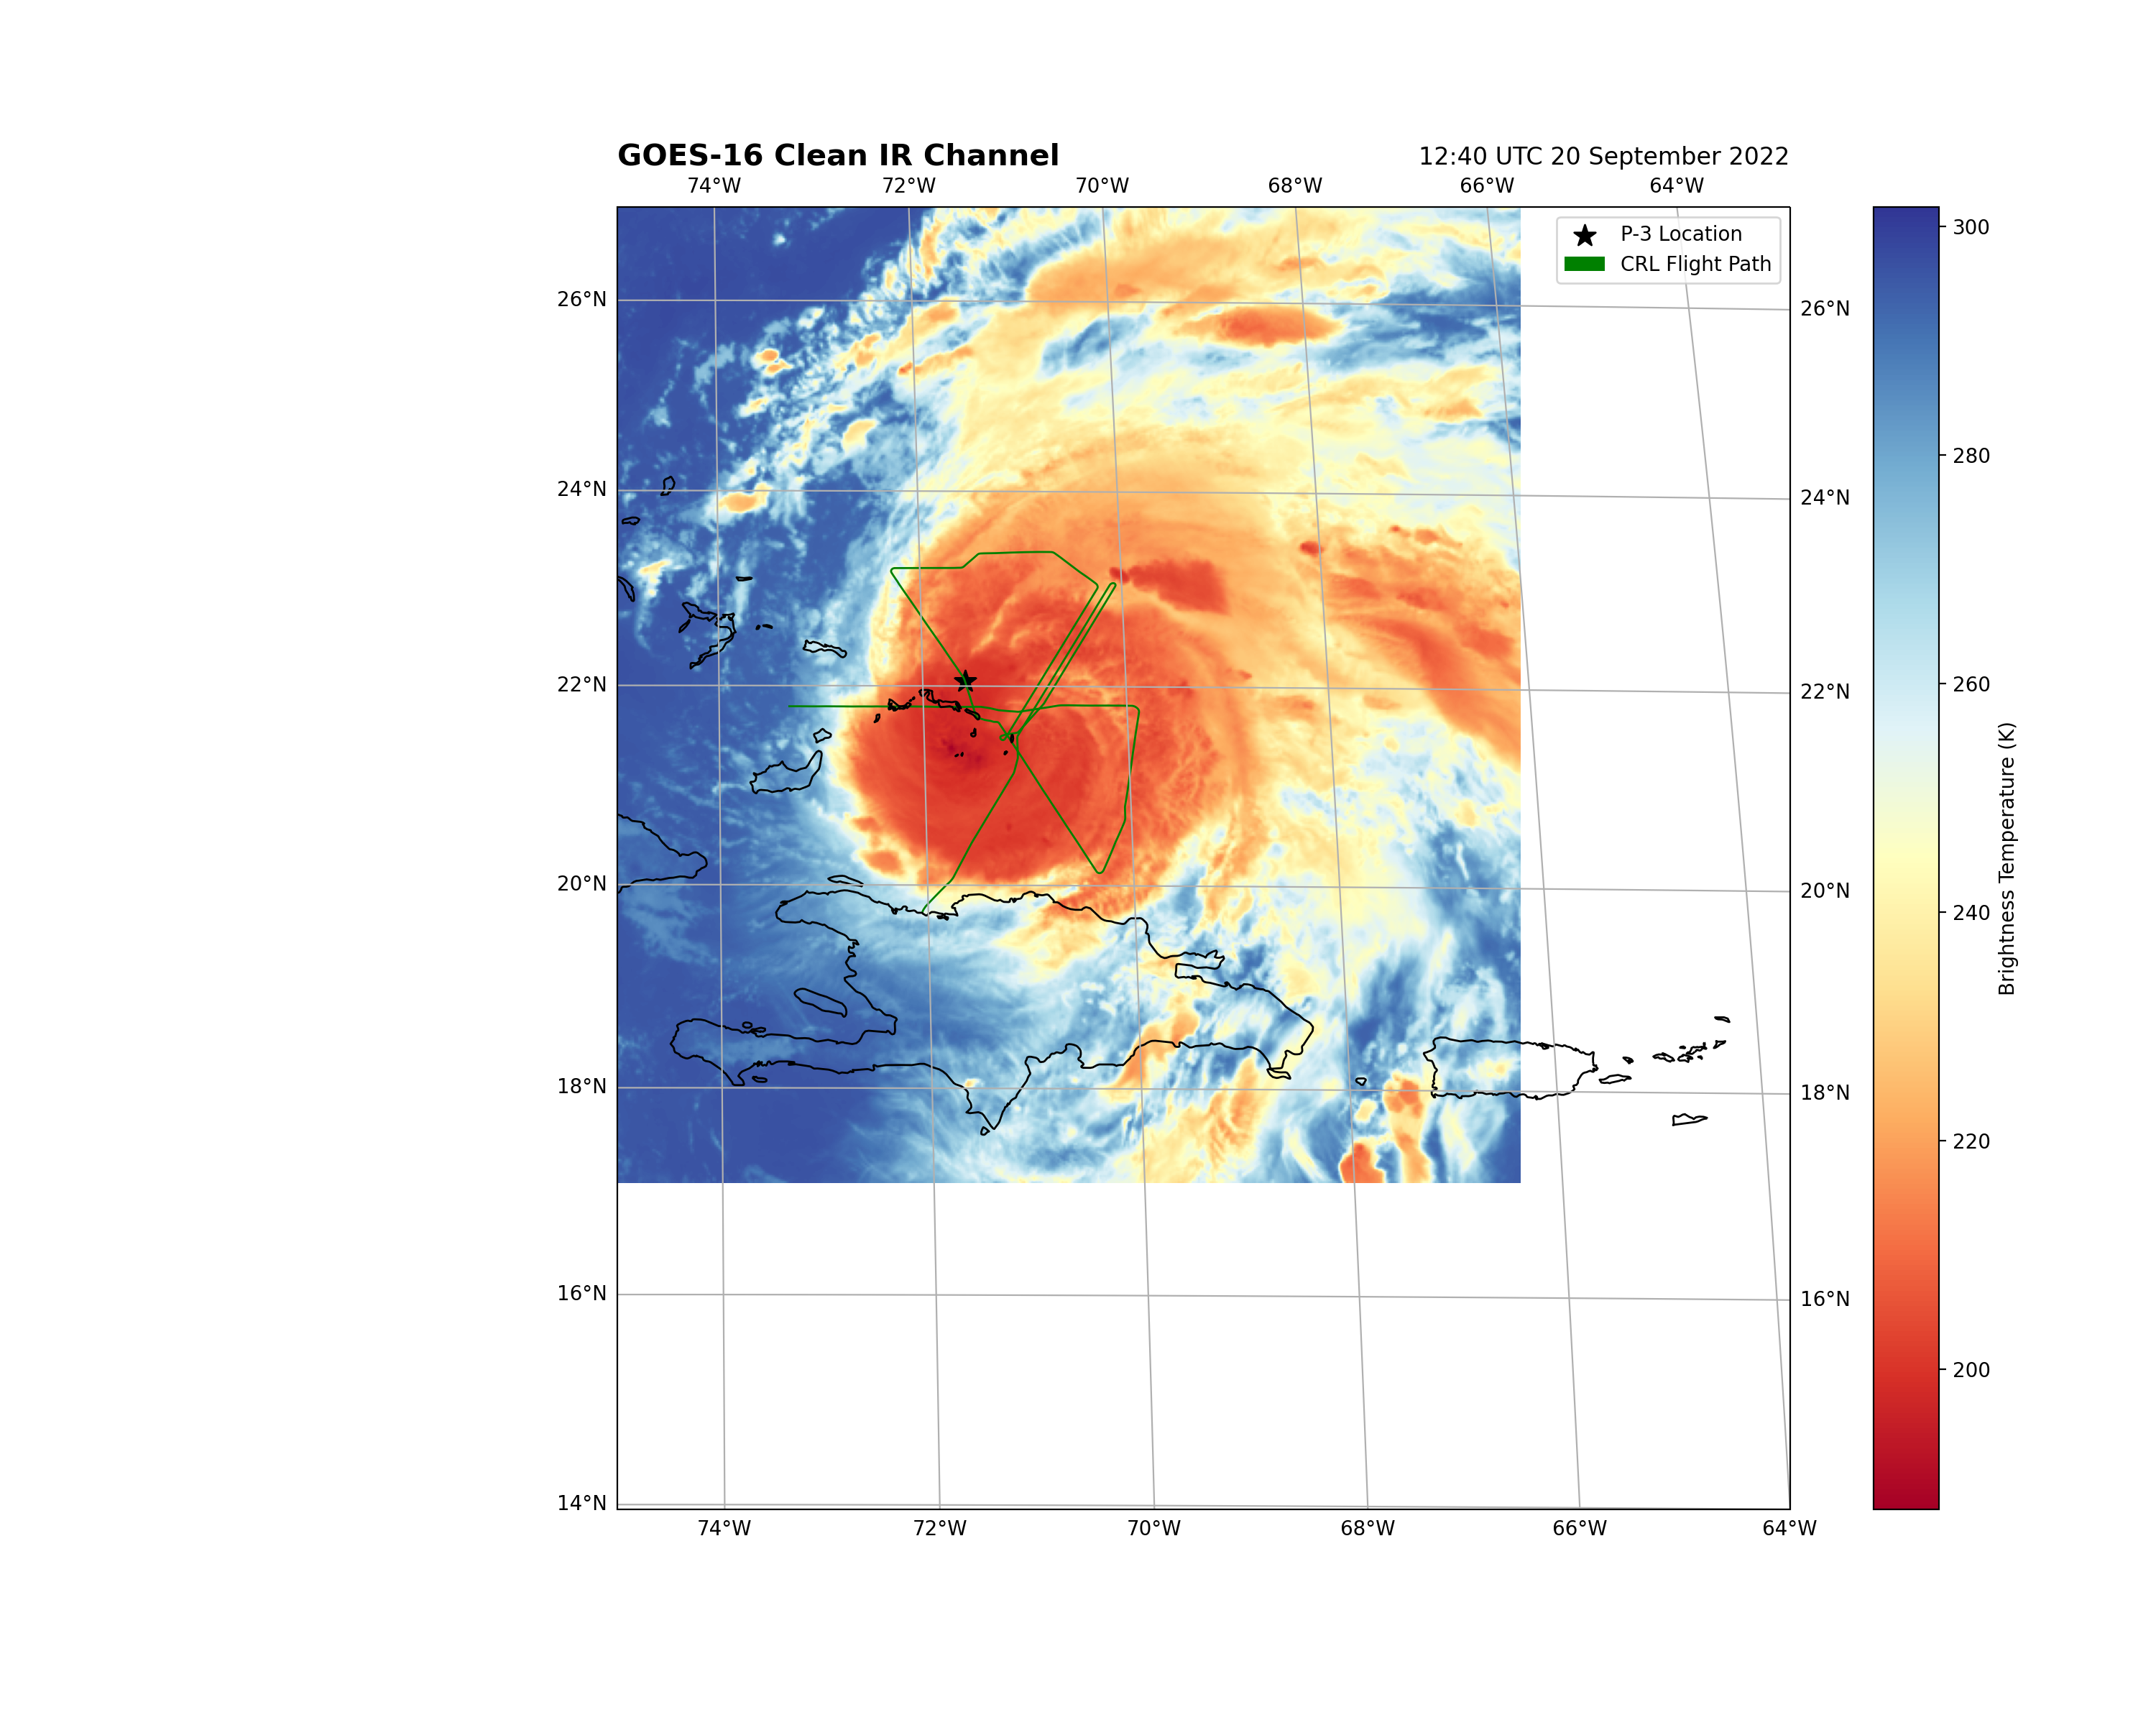 GOES-16 Clean IR Channel
12:40 UTC 20 September 2022
74°W 72°W 70°W 68°W 66°W 64°W
P-3 Location
CRL Flight Path
26°N
24°N
22°N
20°N
18°N
16°N
14°N
26°N
24°N
22°N
20°N
18°N
16°N
74°W 72°W 70°W 68°W 66°W 64°W
300
280
260
240
220
200
Brightness Temperature (K)